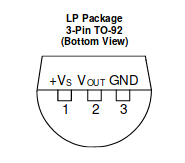 LP Package
3-Pin TO-92
(Bottom View)
+VS VOUT GND
1 2 3